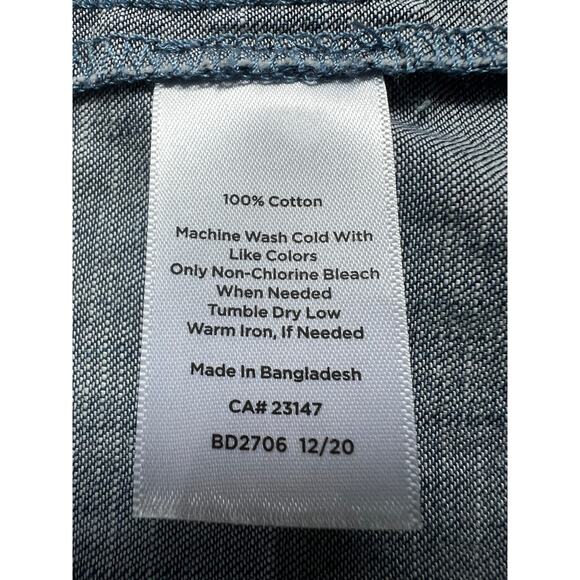 100% Cotton
Machine Wash Cold With
Like Colors
Only Non-Chlorine Bleach
When Needed
Tumble Dry Low
Warm Iron, If Needed
Made In Bangladesh
CA# 23147
BD2706 12/20